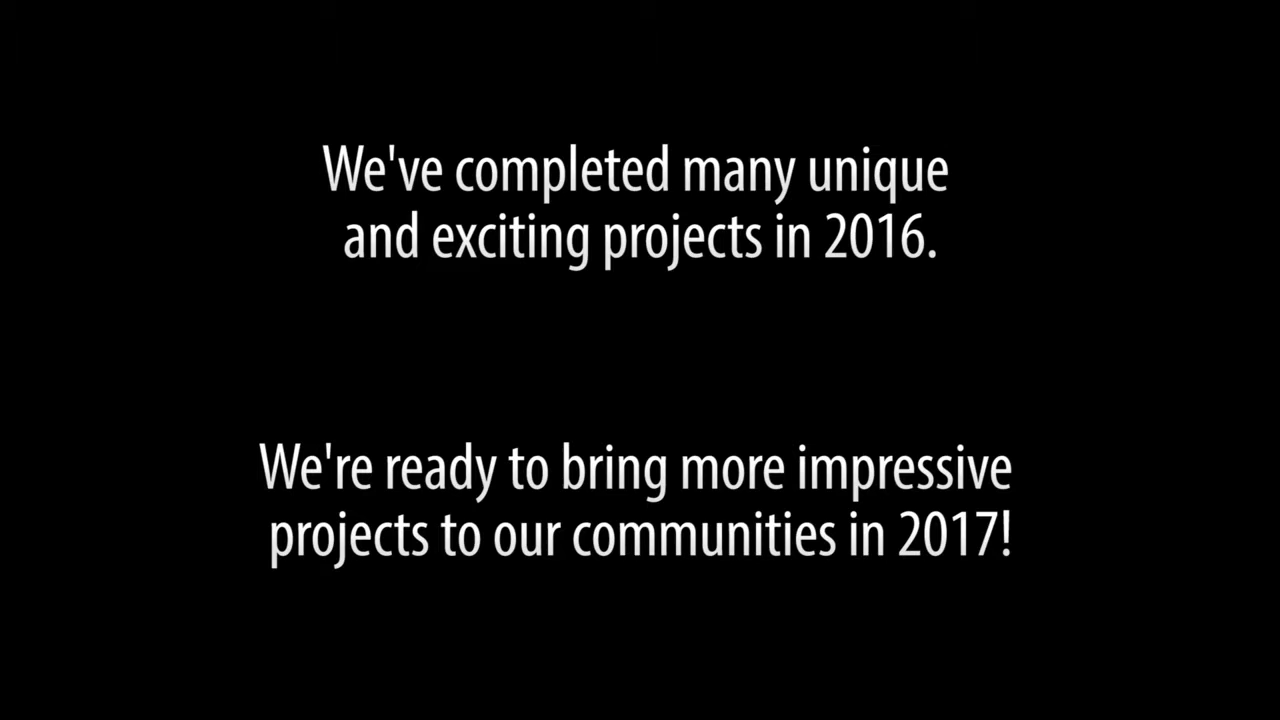 We've completed many unique
and exciting projects in 2016.
We're ready to bring more impressive
projects to our communities in 2017!